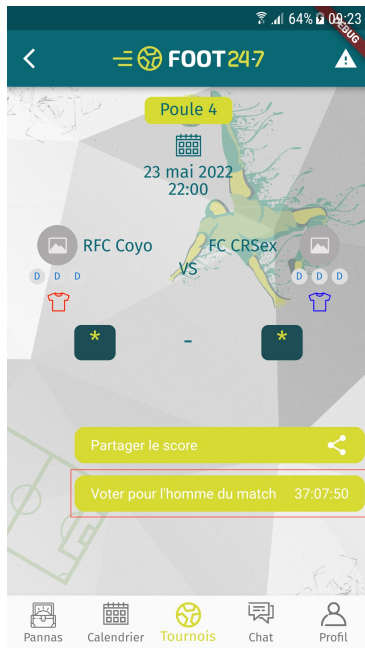 64% 09:23
DEBUG
FOOT 24·7
Poule 4
23 mai 2022
22:00
RFC Coyo
FC CRSex
VS
D D D
D D D
* - *
Partager le score
Voter pour l'homme du match 37:07:50
Pannas Calendrier Tournois Chat Profil